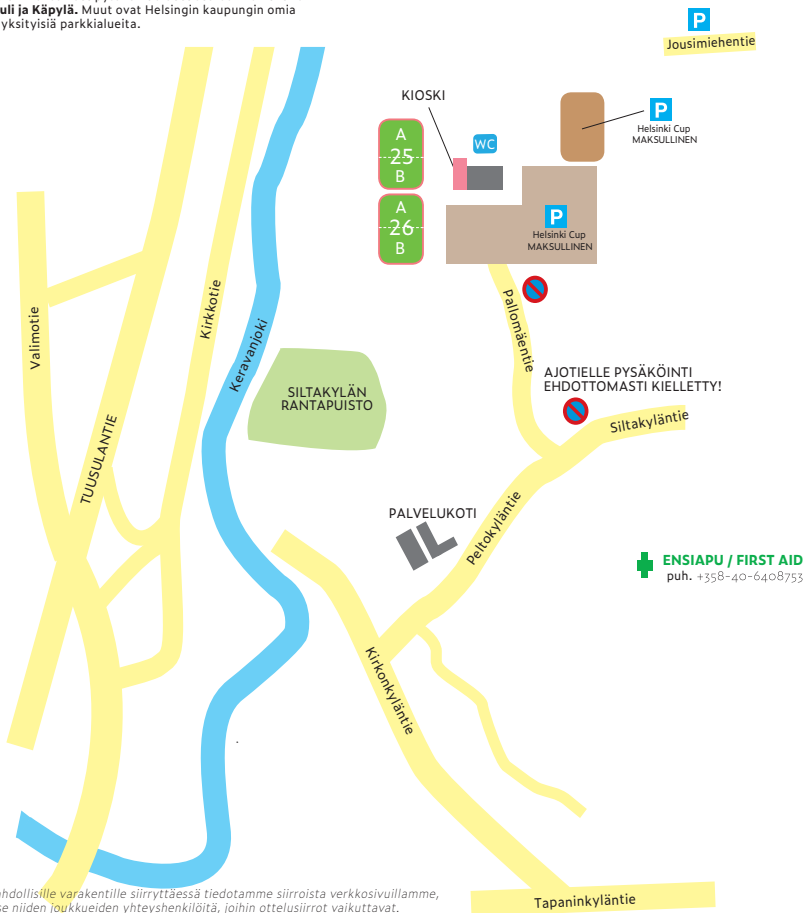 uli ja Käpylä. Muut ovat Helsingin kaupungin omia
yksityisiä parkkialueita.
P
Jousimiehentie
KIOSKI
P
Helsinki Cup
MAKSULLINEN
A
25
B
WC
A
26
B
P
Helsinki Cup
MAKSULLINEN
Pallomäentie
Kirkkotie
Valimotie
Keravanjoki
SILTAKYLÄN
RANTAPUISTO
AJOTIELLE PYSÄKÖINTI
EHDOTTOMASTI KIELLETTY!
Siltakyläntie
TUUSULANTIE
PALVELUKOTI
Peltokyläntie
ENSIAPU / FIRST AID
puh. +358-40-6408753
Kirkonkyläntie
Tapaninkyläntie
ahdollisille varakentille siirryttäessä tiedotamme siirroista verkkosivuillamme,
se niiden joukkueiden yhteyshenkilöitä, joihin ottelusiirrot vaikuttavat.